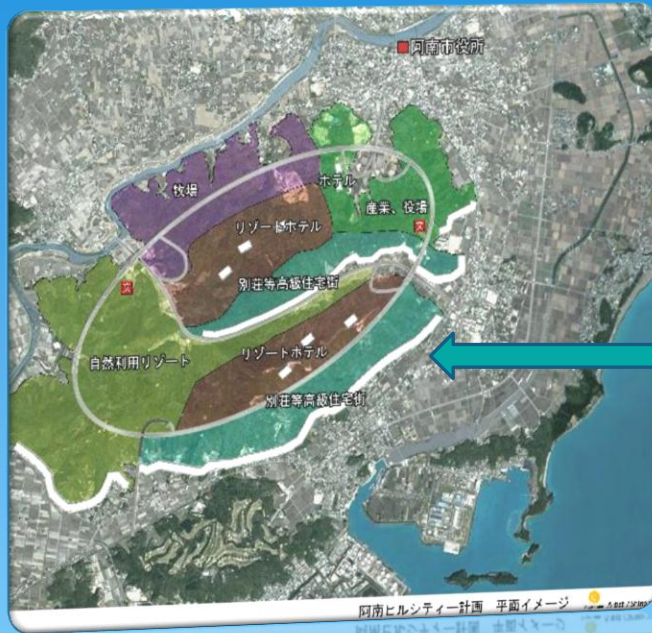 阿南市役所
牧場
ホテル
産業、役場
リゾートホテル
別荘等高級住宅街
自然利用リゾート
リゾートホテル
別荘等高級住宅街
阿南ヒルシティー計画 平面イメージ